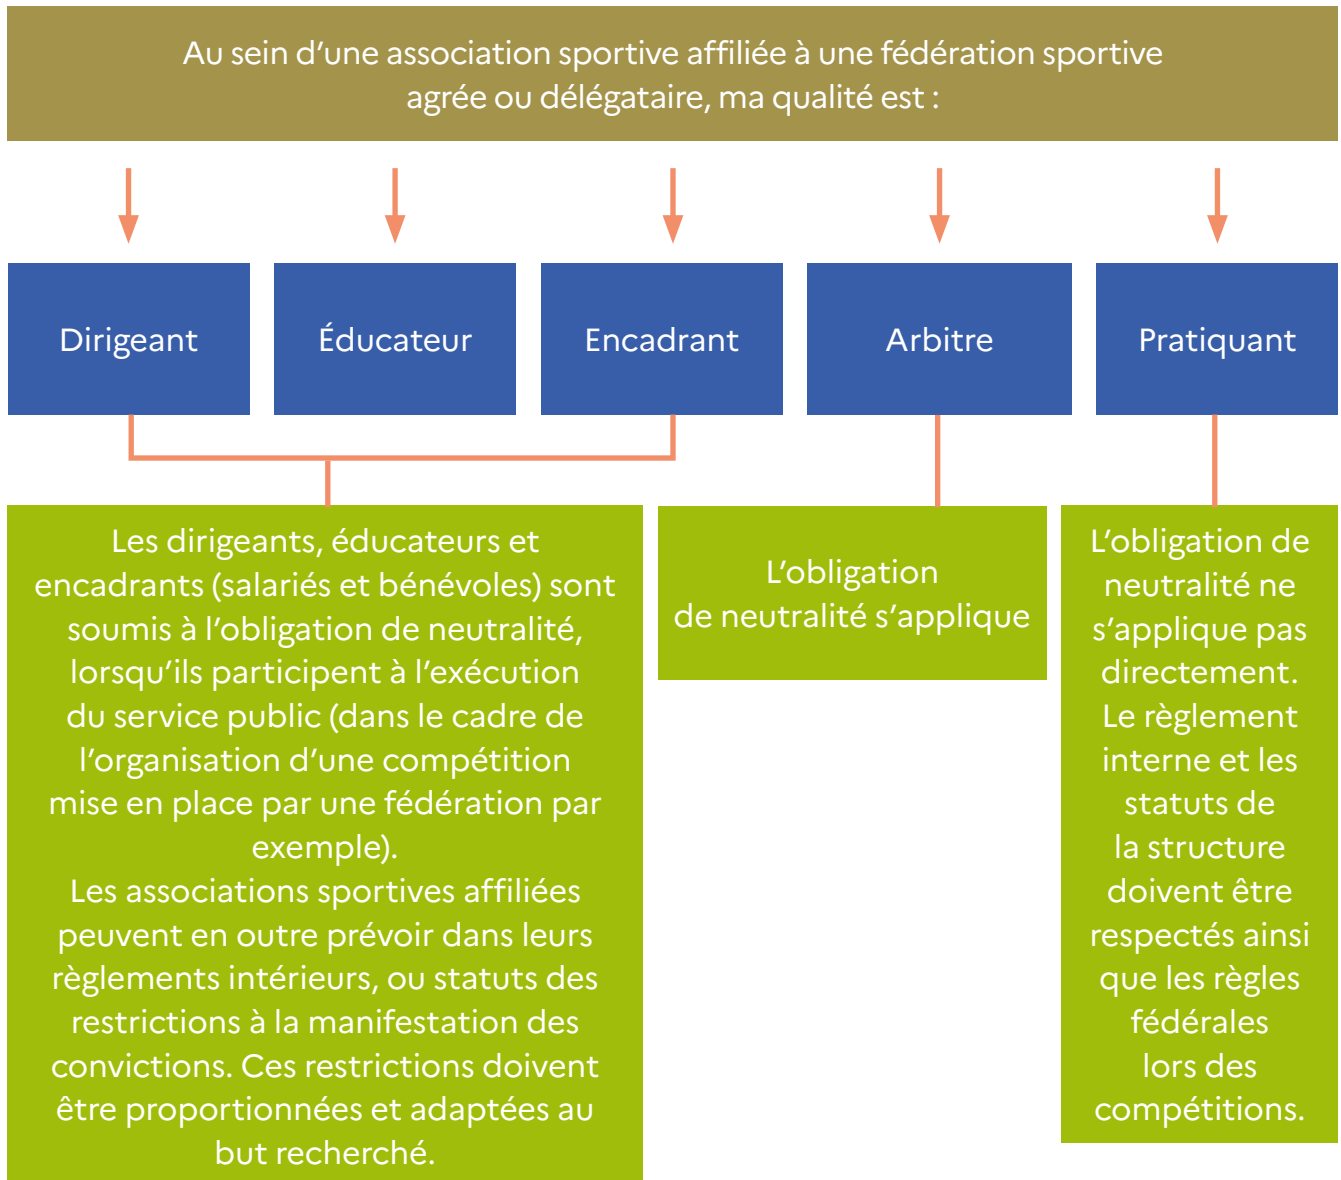 Au sein d’une association sportive affiliée à une fédération sportive
agrée ou délégataire, ma qualité est :
Dirigeant
Éducateur
Encadrant
Arbitre
Pratiquant
Les dirigeants, éducateurs et
encadrants (salariés et bénévoles) sont
soumis à l’obligation de neutralité,
lorsqu’ils participent à l’exécution
du service public (dans le cadre de
l’organisation d’une compétition
mise en place par une fédération par
exemple).
Les associations sportives affiliées
peuvent en outre prévoir dans leurs
règlements intérieurs, ou statuts des
restrictions à la manifestation des
convictions. Ces restrictions doivent
être proportionnées et adaptées au
but recherché.
L’obligation
de neutralité s’applique
L’obligation de
neutralité ne
s’applique pas
directement.
Le règlement
interne et les
statuts de
la structure
doivent être
respectés ainsi
que les règles
fédérales
lors des
compétitions.